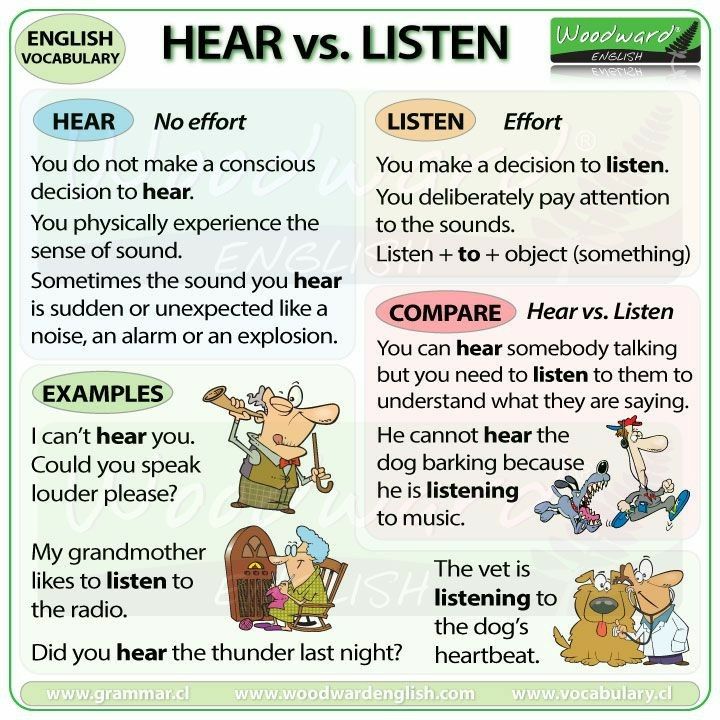 ENGLISH
VOCABULARY
HEAR vs. LISTEN
Woodward®
ENGLISH
HEAR No effort
You do not make a conscious
decision to hear.
You physically experience the
sense of sound.
Sometimes the sound you hear
is sudden or unexpected like a
noise, an alarm or an explosion.
LISTEN Effort
You make a decision to listen.
You deliberately pay attention
to the sounds.
Listen + to + object (something)
COMPARE Hear vs. Listen
You can hear somebody talking
but you need to listen to them to
understand what they are saying.
He cannot hear the
dog barking because
he is listening
to music.
EXAMPLES
I can't hear you.
Could you speak
louder please?
My grandmother
likes to listen to
the radio.
Did you hear the thunder last night?
The vet is
listening to
the dog's
heartbeat.
www.grammar.cl www.woodwardenglish.com www.vocabulary.cl